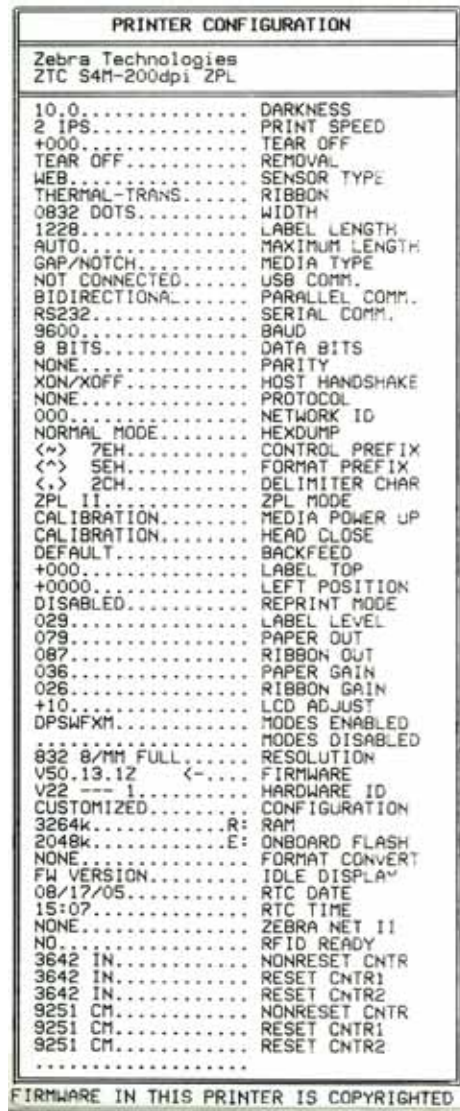 PRINTER CONFIGURATION
Zebra Technologies
ZTC S4M-200dpi ZPL
10.0............... DARKNESS
2 IPS.............. PRINT SPEED
+000............... TEAR OFF
TEAR OFF........... REMOVAL
WEB................ SENSOR TYPE
THERMAL-TRANS...... RIBBON
0832 DOTS.......... WIDTH
1228............... LABEL LENGTH
AUTO............... MAXIMUM LENGTH
GAP/NOTCH.......... MEDIA TYPE
NOT CONNECTED...... USB COMM.
BIDIRECTIONAL...... PARALLEL COMM.
RS232.............. SERIAL COMM.
9600............... BAUD
8 BITS............. DATA BITS
NONE............... PARITY
XON/XOFF........... HOST HANDSHAKE
NONE............... PROTOCOL
000................ NETWORK ID
NORMAL MODE........ HEXDUMP
<~> 7EH............ CONTROL PREFIX
<^> 5EH............ FORMAT PREFIX
<,> 2CH............ DELIMITER CHAR
ZPL II............. ZPL MODE
CALIBRATION........ MEDIA POWER UP
CALIBRATION........ HEAD CLOSE
DEFAULT............ BACKFEED
+000............... LABEL TOP
+0000.............. LEFT POSITION
DISABLED........... REPRINT MODE
029................ LABEL LEVEL
079................ PAPER OUT
087................ RIBBON OUT
036................ PAPER GAIN
026................ RIBBON GAIN
+10................ LCD ADJUST
DPSWFXM............ MODES ENABLED
................... MODES DISABLED
832 8/MM FULL...... RESOLUTION
V50.13.1Z <-.... FIRMWARE
V22 --- 1.......... HARDWARE ID
CUSTOMIZED......... CONFIGURATION
3264k............R: RAM
2048k............E: ONBOARD FLASH
NONE............... FORMAT CONVERT
FW VERSION......... IDLE DISPLAY
08/17/05........... RTC DATE
15:07.............. RTC TIME
NONE............... ZEBRA NET II
NO................. RFID READY
3642 IN............ NONRESET CNTR
3642 IN............ RESET CNTR1
3642 IN............ RESET CNTR2
9251 CM............ NONRESET CNTR
9251 CM............ RESET CNTR1
9251 CM............ RESET CNTR2
...................
FIRMWARE IN THIS PRINTER IS COPYRIGHTED